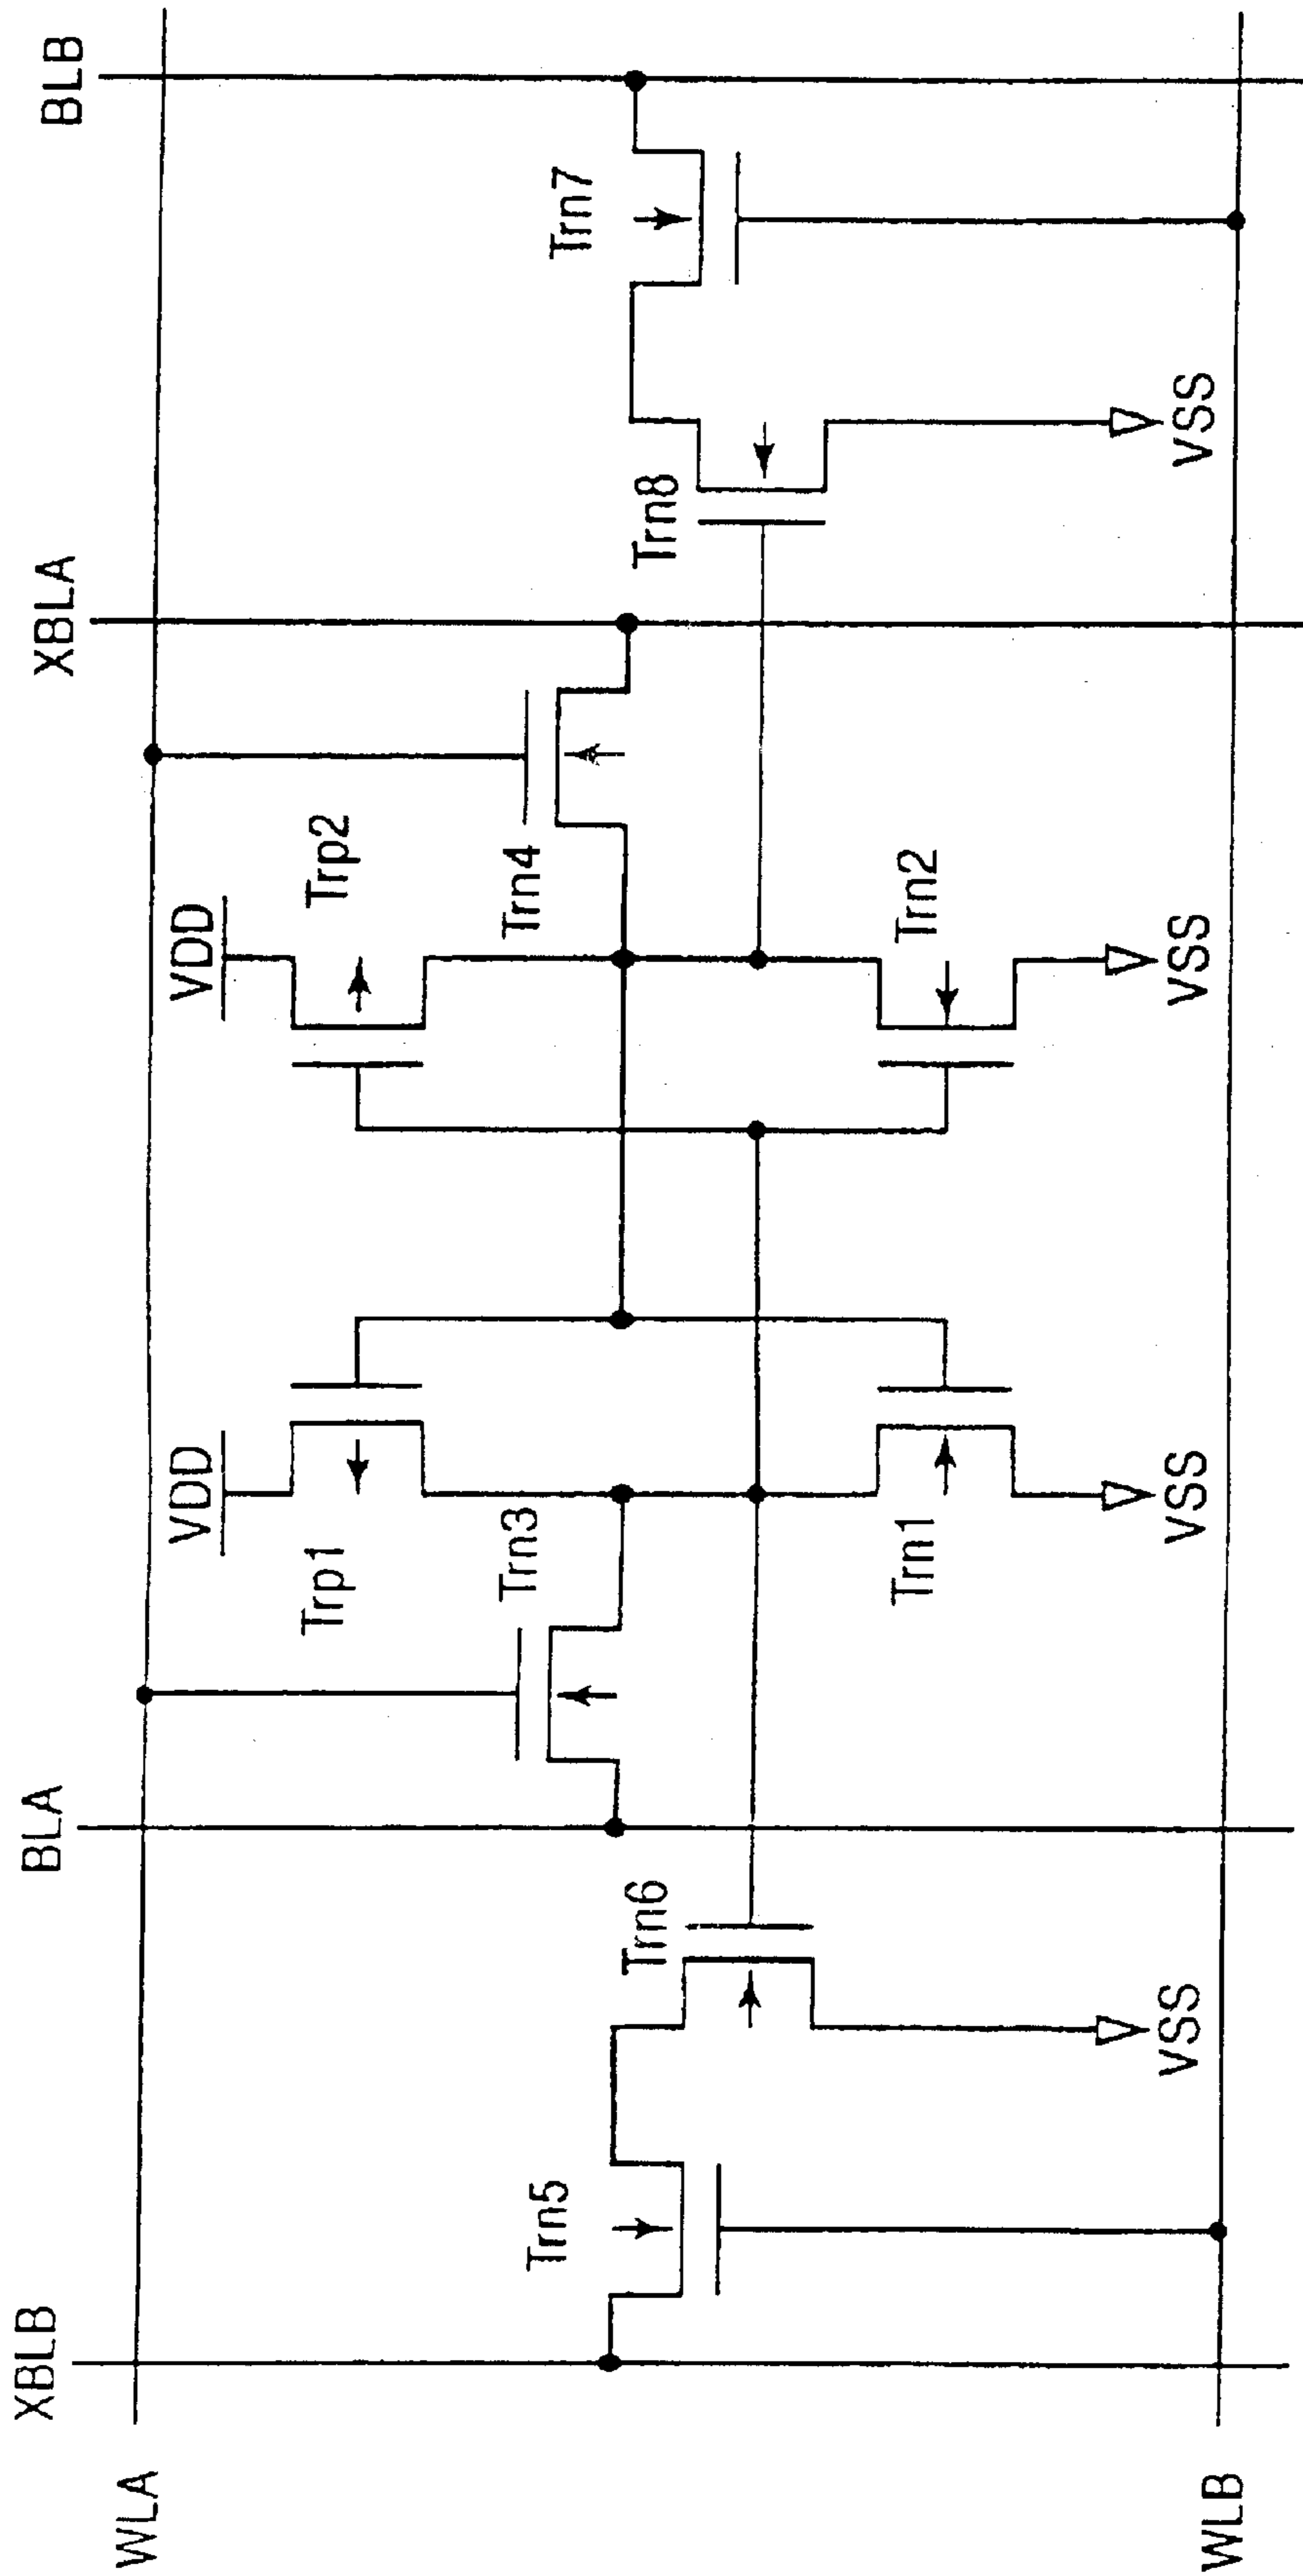 XBLB
BLA
XBLA
BLB
WLA
VDD
VDD
Trp1
Trp2
Trn3
Trn4
Trn5
Trn6
Trn8
Trn7
Trn1
Trn2
VSS
VSS
VSS
VSS
WLB